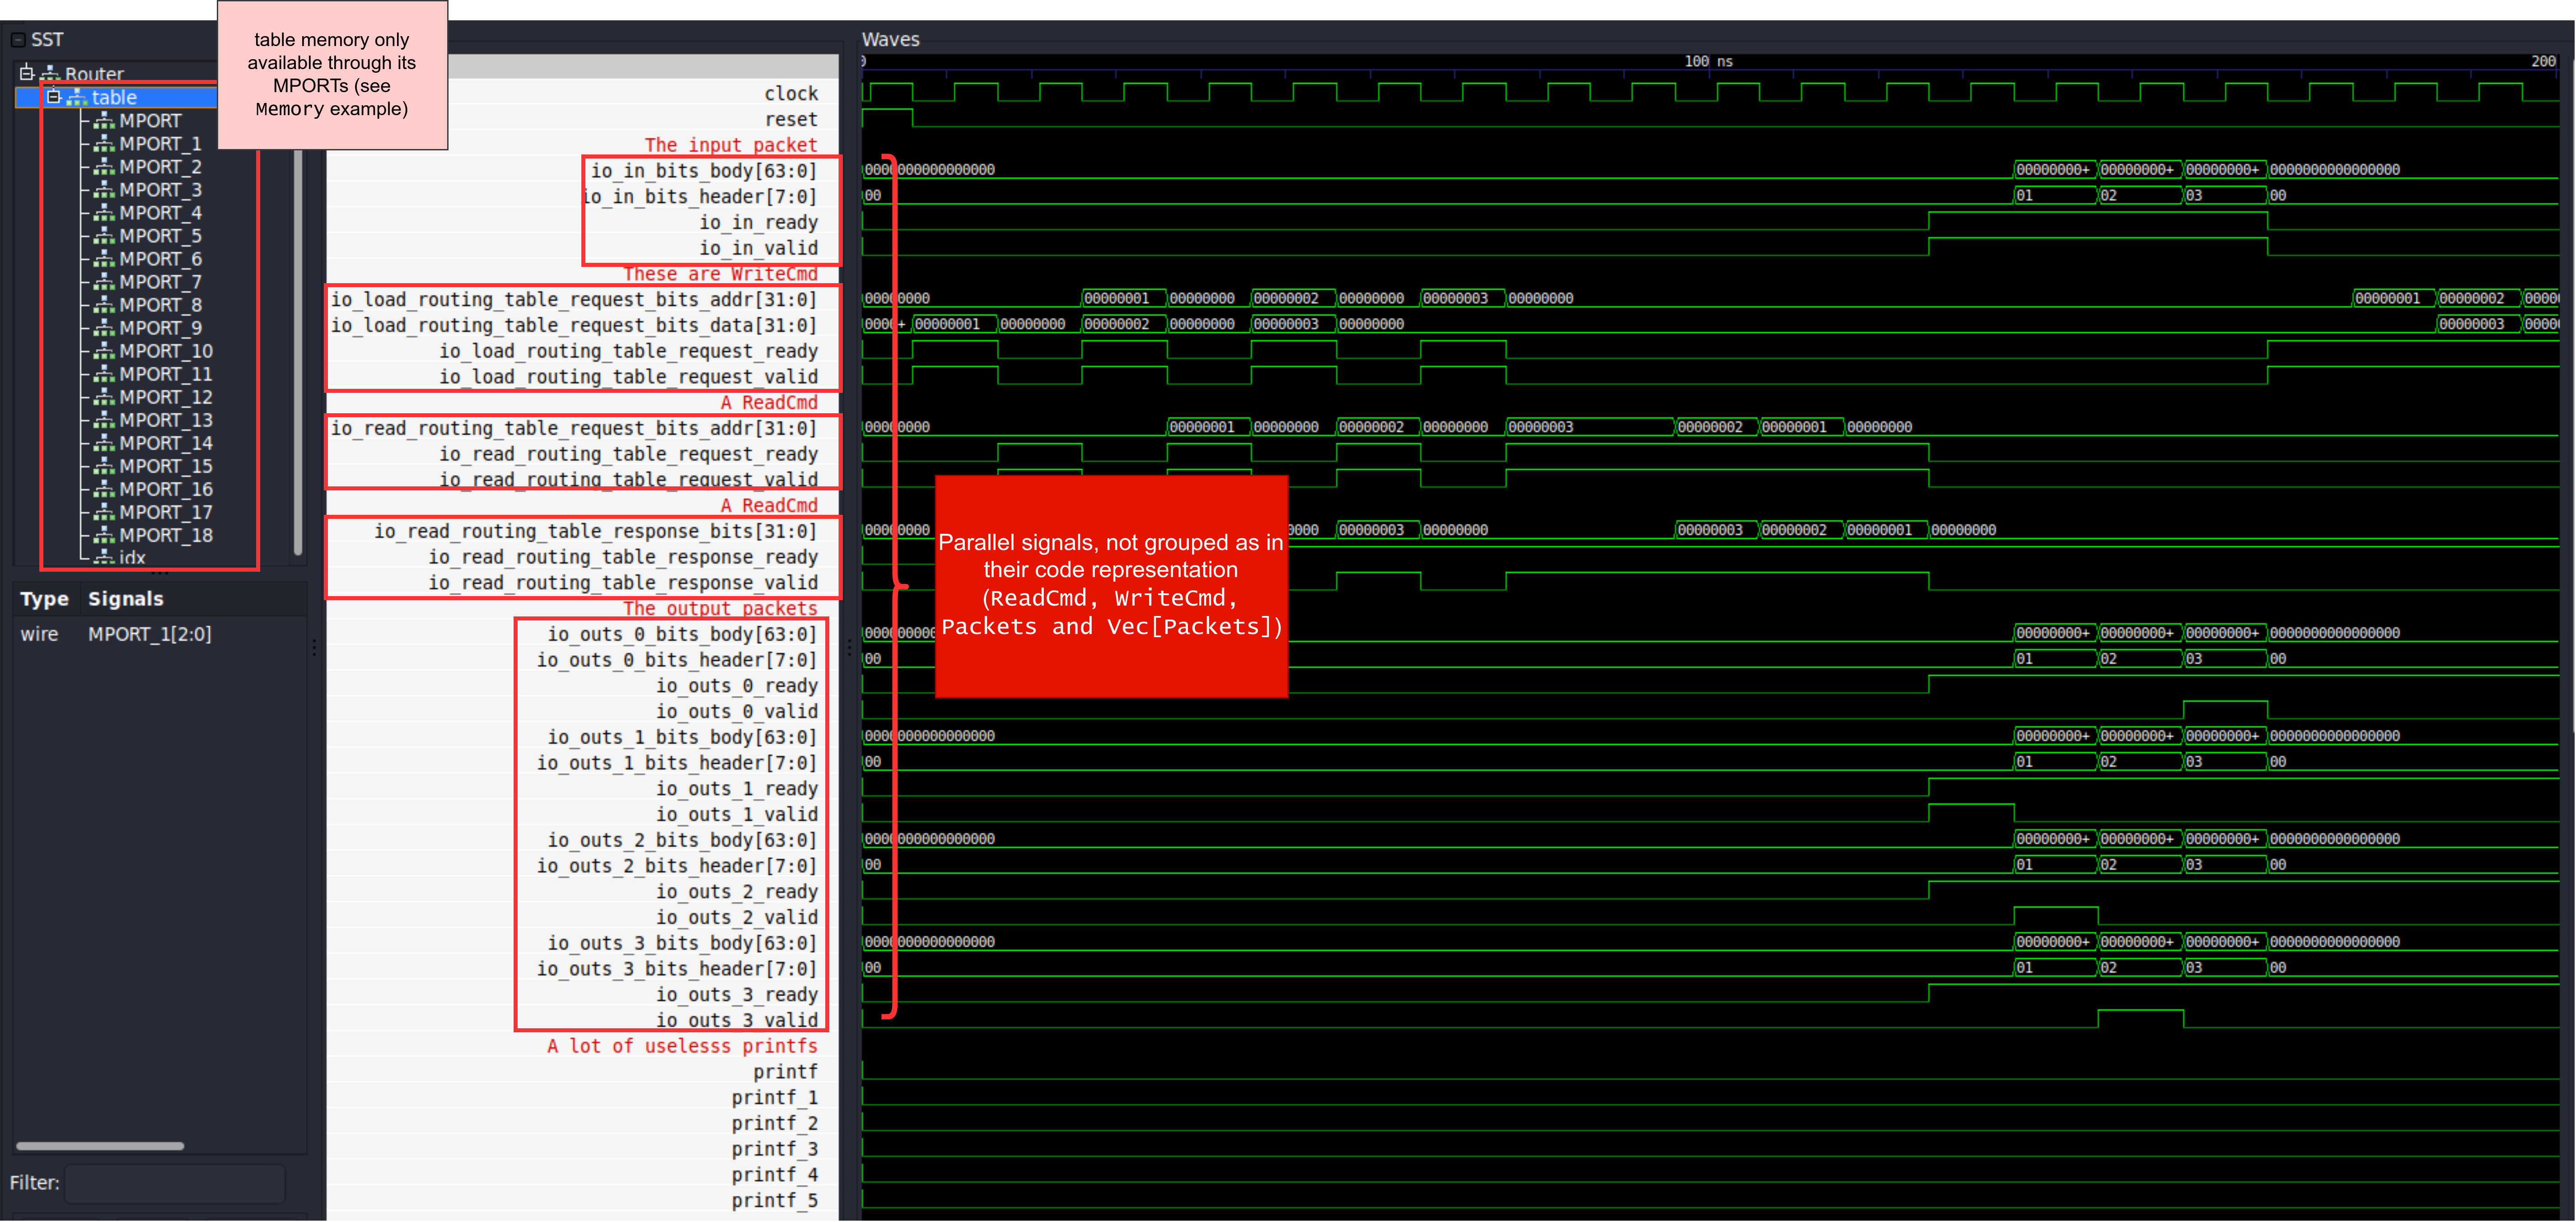 table memory only
available through its
MPORTs (see
Memory example)
SST
Router
table
MPORT
MPORT_1
MPORT_2
MPORT_3
MPORT_4
MPORT_5
MPORT_6
MPORT_7
MPORT_8
MPORT_9
MPORT_10
MPORT_11
MPORT_12
MPORT_13
MPORT_14
MPORT_15
MPORT_16
MPORT_17
MPORT_18
idx
Type Signals
wire MPORT_1[2:0]
Filter:
Waves
0 100 ns 200
clock
reset
The input packet
io_in_bits_body[63:0] 0000000000000000 00000000+ 00000000+ 00000000+ 0000000000000000
io_in_bits_header[7:0] 00 01 02 03 00
io_in_ready
io_in_valid
These are WriteCmd
io_load_routing_table_request_bits_addr[31:0] 00000000 00000001 00000000 00000002 00000000 00000003 00000000 00000001 00000002 0000
io_load_routing_table_request_bits_data[31:0] 0000+ 00000001 00000000 00000002 00000000 00000003 00000000 00000003 0000
io_load_routing_table_request_ready
io_load_routing_table_request_valid
A ReadCmd
io_read_routing_table_request_bits_addr[31:0] 00000000 00000001 00000000 00000002 00000000 00000003 00000002 00000001 00000000
io_read_routing_table_request_ready
io_read_routing_table_request_valid
A ReadCmd
io_read_routing_table_response_bits[31:0] 00000000 0000 00000003 00000000 00000003 00000002 00000001 00000000
io_read_routing_table_response_ready
io_read_routing_table_response_valid
Parallel signals, not grouped as in
their code representation
(ReadCmd, WriteCmd,
Packets and Vec[Packets])
The output packets
io_outs_0_bits_body[63:0] 00000000 00000000+ 00000000+ 00000000+ 0000000000000000
io_outs_0_bits_header[7:0] 00 01 02 03 00
io_outs_0_ready
io_outs_0_valid
io_outs_1_bits_body[63:0] 0000000000000000 00000000+ 00000000+ 00000000+ 0000000000000000
io_outs_1_bits_header[7:0] 00 01 02 03 00
io_outs_1_ready
io_outs_1_valid
io_outs_2_bits_body[63:0] 0000000000000000 00000000+ 00000000+ 00000000+ 0000000000000000
io_outs_2_bits_header[7:0] 00 01 02 03 00
io_outs_2_ready
io_outs_2_valid
io_outs_3_bits_body[63:0] 0000000000000000 00000000+ 00000000+ 00000000+ 0000000000000000
io_outs_3_bits_header[7:0] 00 01 02 03 00
io_outs_3_ready
io_outs_3_valid
A lot of uselesss printfs
printf
printf_1
printf_2
printf_3
printf_4
printf_5